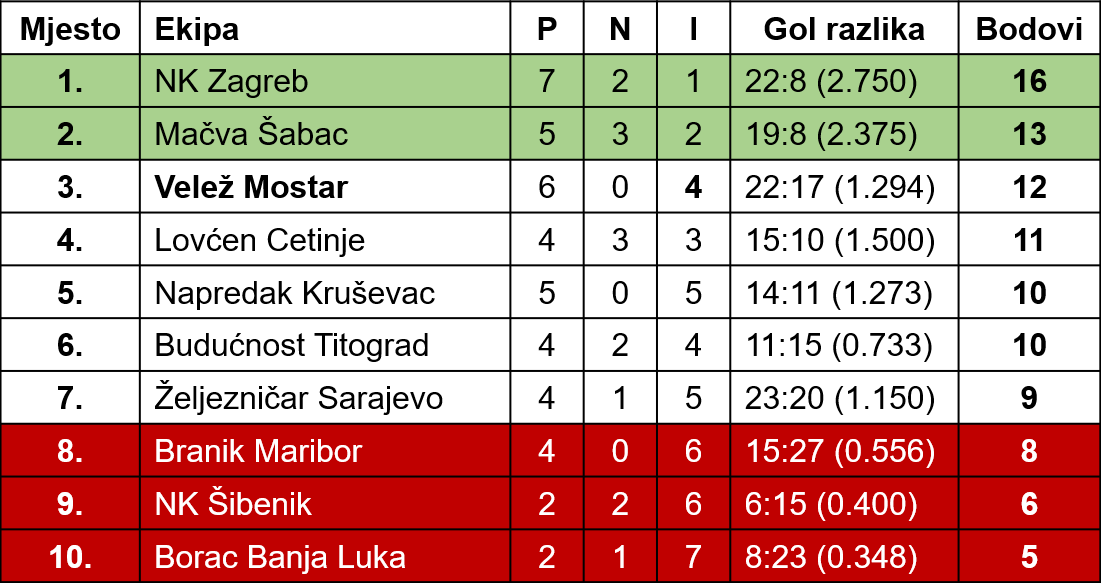 Mjesto Ekipa P N I Gol razlika Bodovi
1. NK Zagreb 7 2 1 22:8 (2.750) 16
2. Mačva Šabac 5 3 2 19:8 (2.375) 13
3. Velež Mostar 6 0 4 22:17 (1.294) 12
4. Lovćen Cetinje 4 3 3 15:10 (1.500) 11
5. Napredak Kruševac 5 0 5 14:11 (1.273) 10
6. Budućnost Titograd 4 2 4 11:15 (0.733) 10
7. Željezničar Sarajevo 4 1 5 23:20 (1.150) 9
8. Branik Maribor 4 0 6 15:27 (0.556) 8
9. NK Šibenik 2 2 6 6:15 (0.400) 6
10. Borac Banja Luka 2 1 7 8:23 (0.348) 5